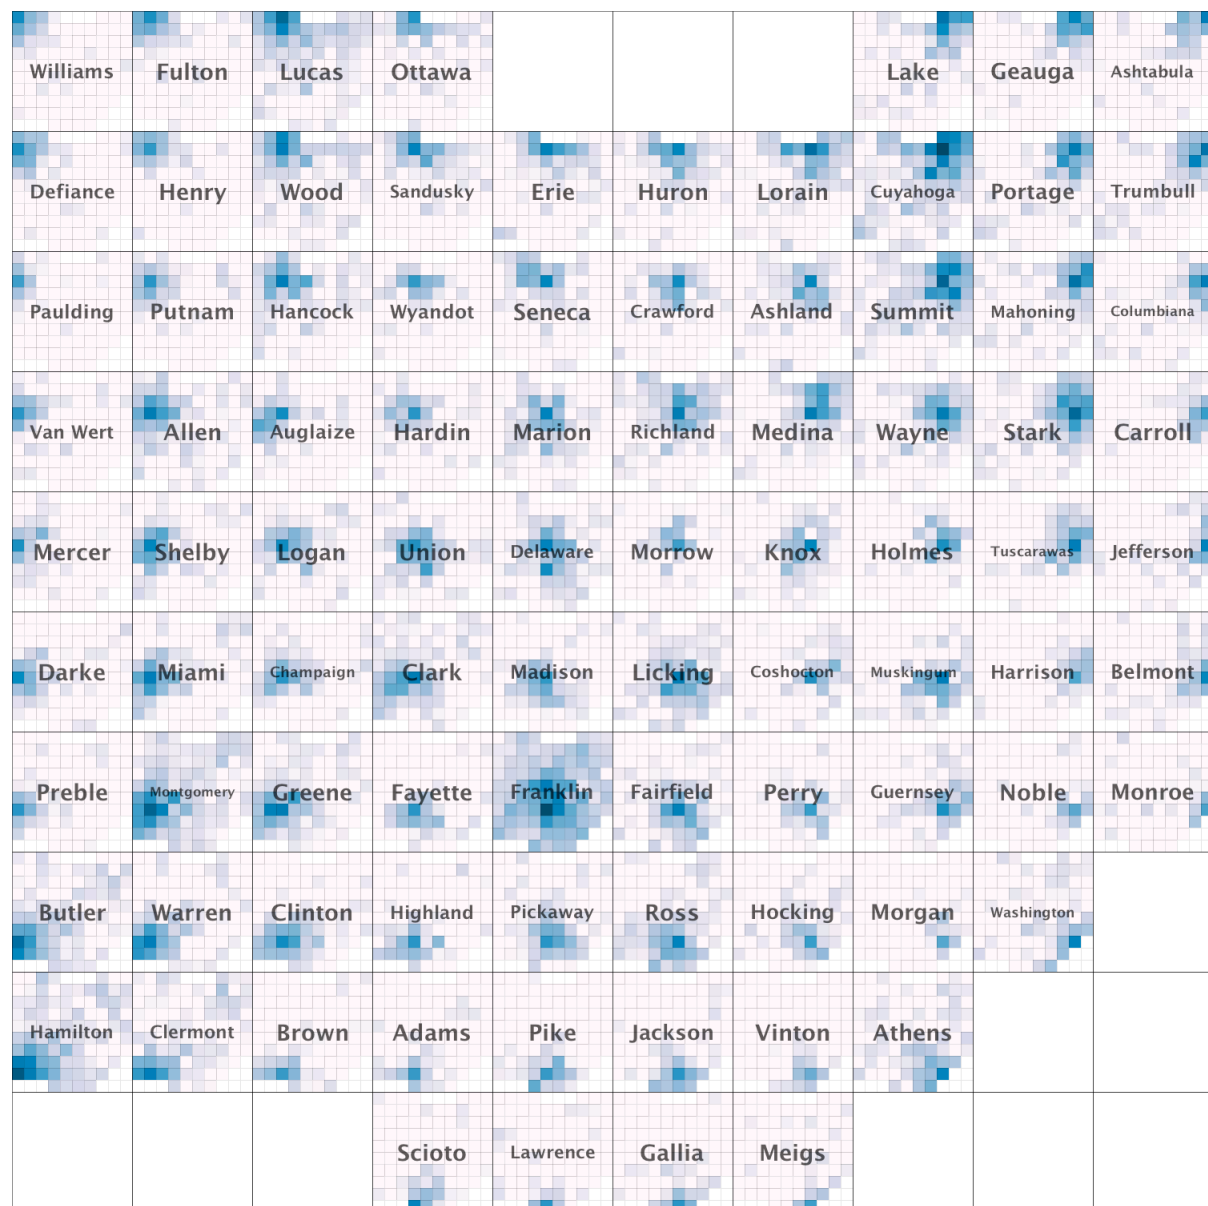 Williams Fulton Lucas Ottawa Lake Geauga Ashtabula
Defiance Henry Wood Sandusky Erie Huron Lorain Cuyahoga Portage Trumbull
Paulding Putnam Hancock Wyandot Seneca Crawford Ashland Summit Mahoning Columbiana
Van Wert Allen Auglaize Hardin Marion Richland Medina Wayne Stark Carroll
Mercer Shelby Logan Union Delaware Morrow Knox Holmes Tuscarawas Jefferson
Darke Miami Champaign Clark Madison Licking Coshocton Muskingum Harrison Belmont
Preble Montgomery Greene Fayette Franklin Fairfield Perry Guernsey Noble Monroe
Butler Warren Clinton Highland Pickaway Ross Hocking Morgan Washington
Hamilton Clermont Brown Adams Pike Jackson Vinton Athens
Scioto Lawrence Gallia Meigs